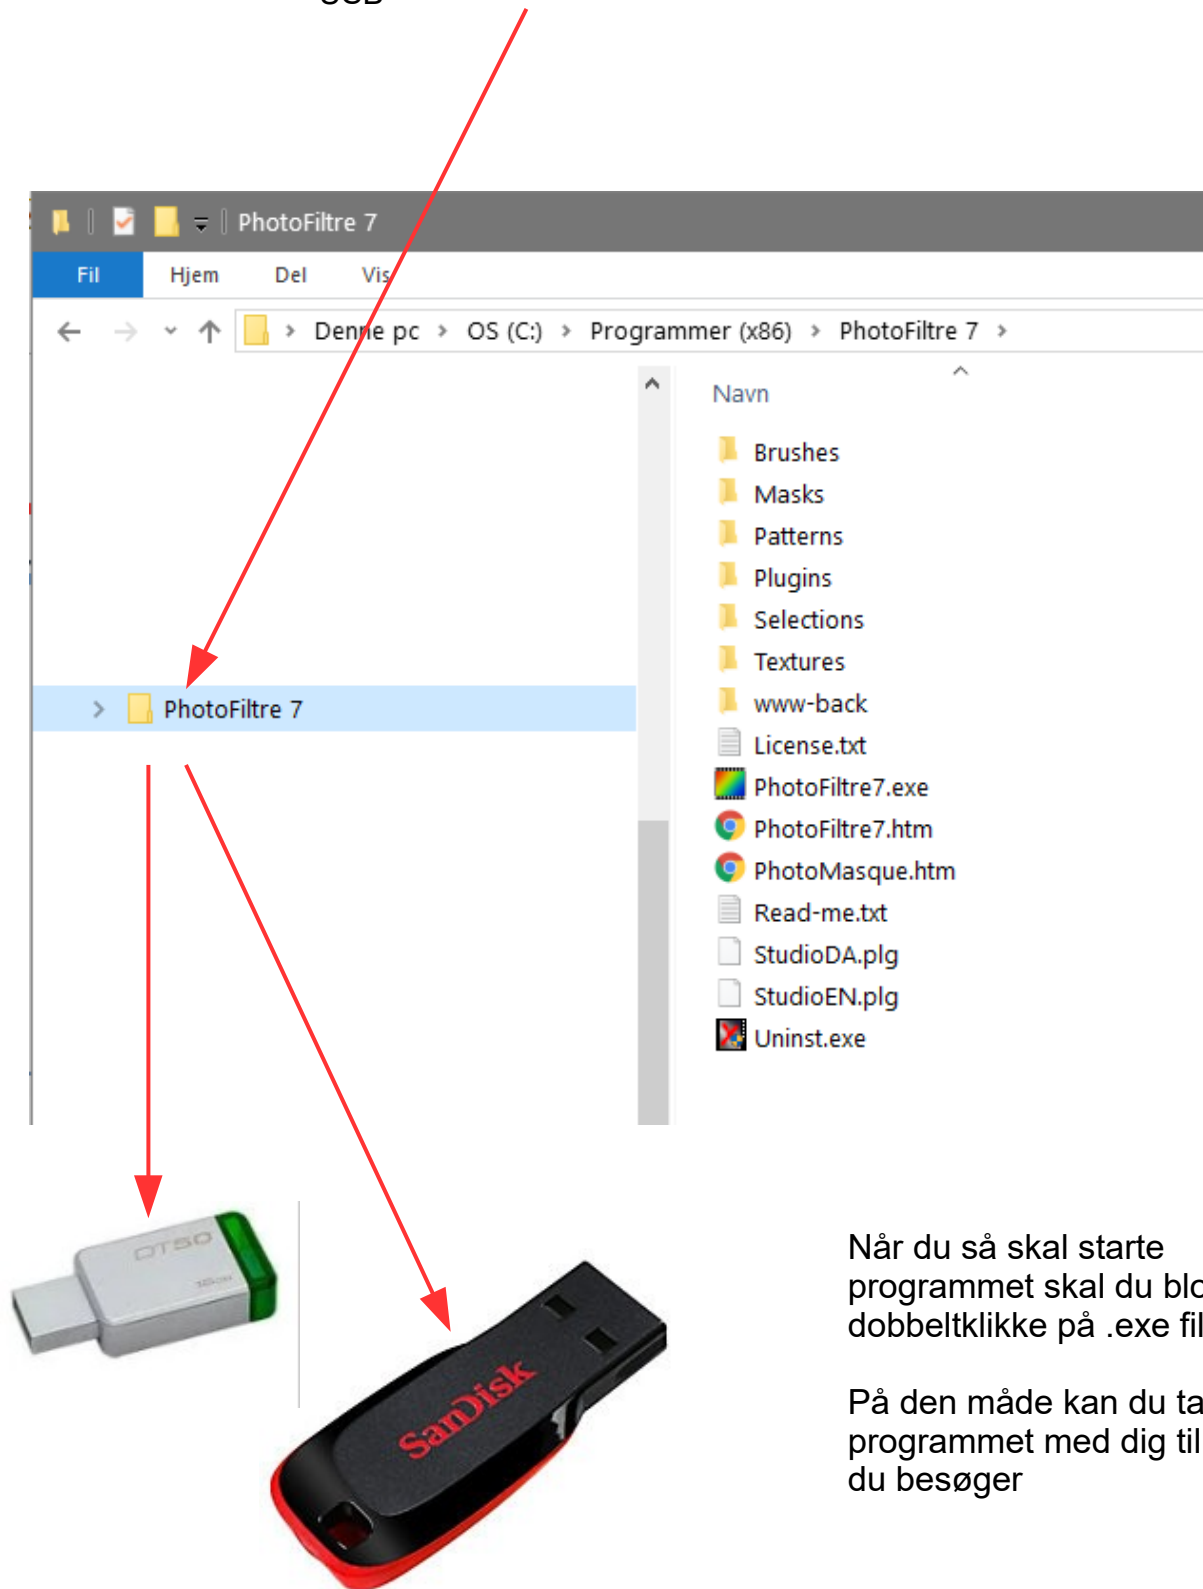 USB
PhotoFiltre 7
Fil Hjem Del Vis
Denne pc > OS (C:) > Programmer (x86) > PhotoFiltre 7 >
Navn
Brushes
Masks
Patterns
Plugins
Selections
Textures
www-back
PhotoFiltre 7
License.txt
PhotoFiltre7.exe
PhotoFiltre7.htm
PhotoMasque.htm
Read-me.txt
StudioDA.plg
StudioEN.plg
Uninst.exe
DT50
16GB
SanDisk
Når du så skal starte
programmet skal du
dobbeltklikke på .exe
På den måde kan du
programmet med dig til
du besøger